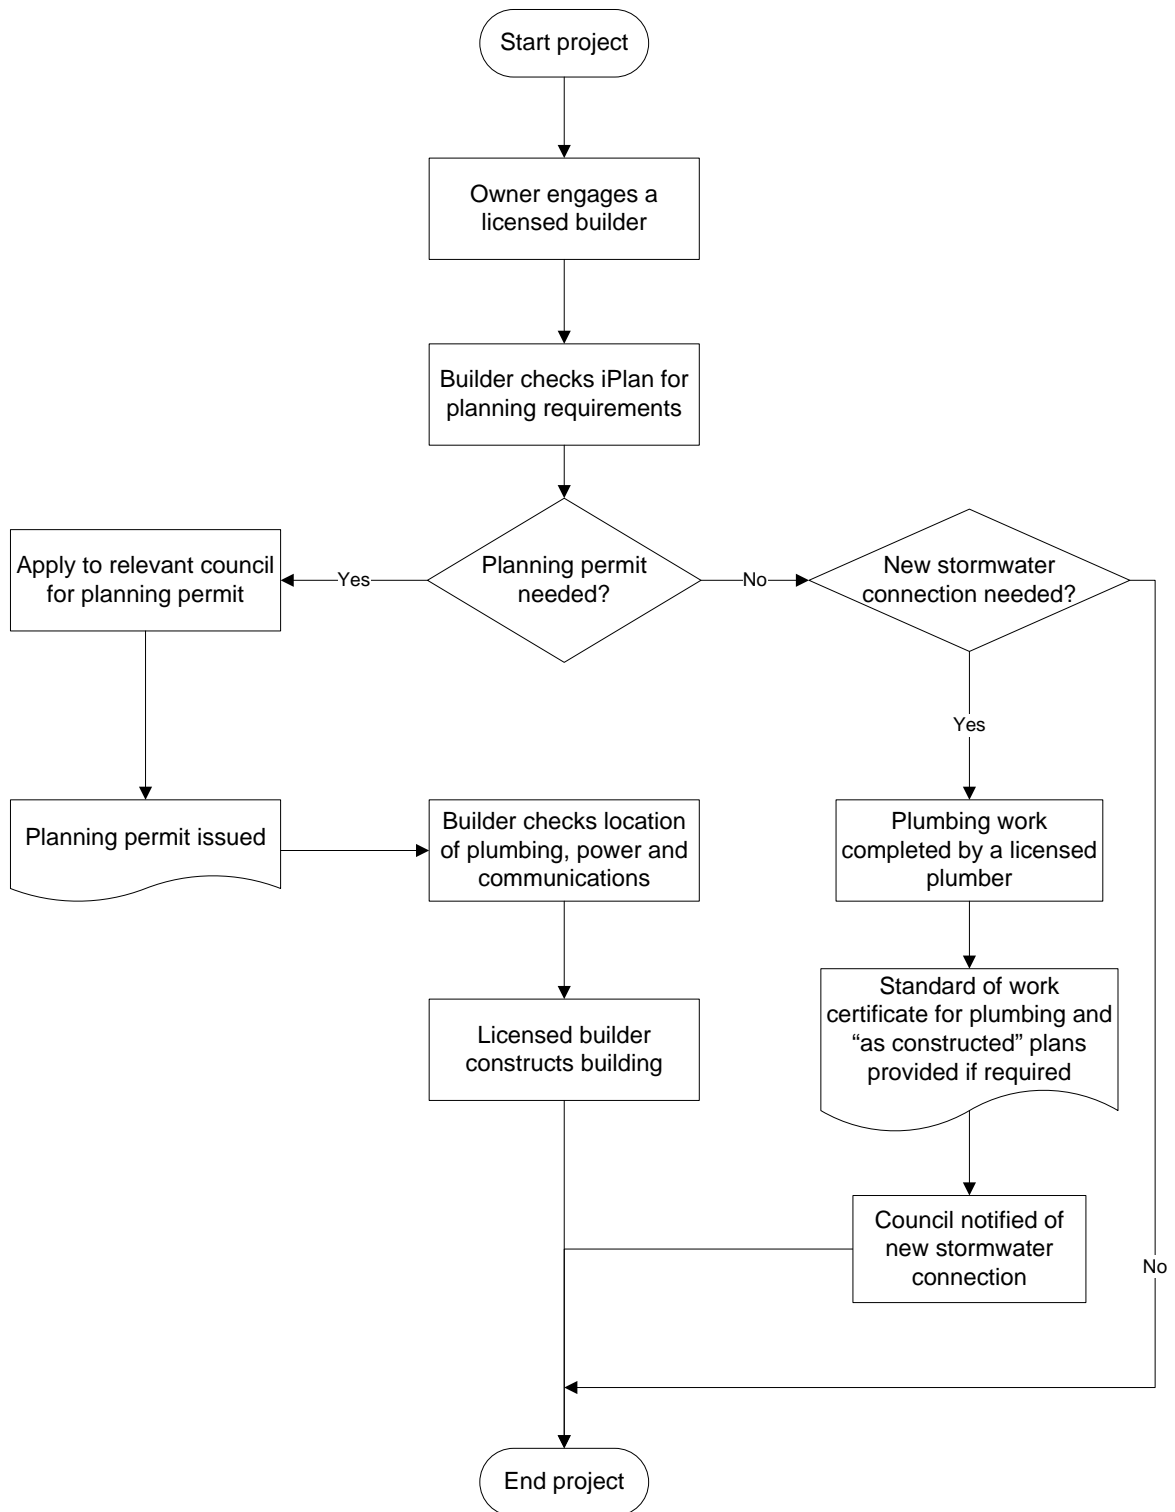 Start project
Owner engages a
licensed builder
Builder checks iPlan for
planning requirements
Planning permit
needed?
Yes
Apply to relevant council
for planning permit
No
New stormwater
connection needed?
Yes
Planning permit issued
Builder checks location
of plumbing, power and
communications
Plumbing work
completed by a licensed
plumber
Licensed builder
constructs building
Standard of work
certificate for plumbing and
“as constructed” plans
provided if required
Council notified of
new stormwater
connection
No
End project